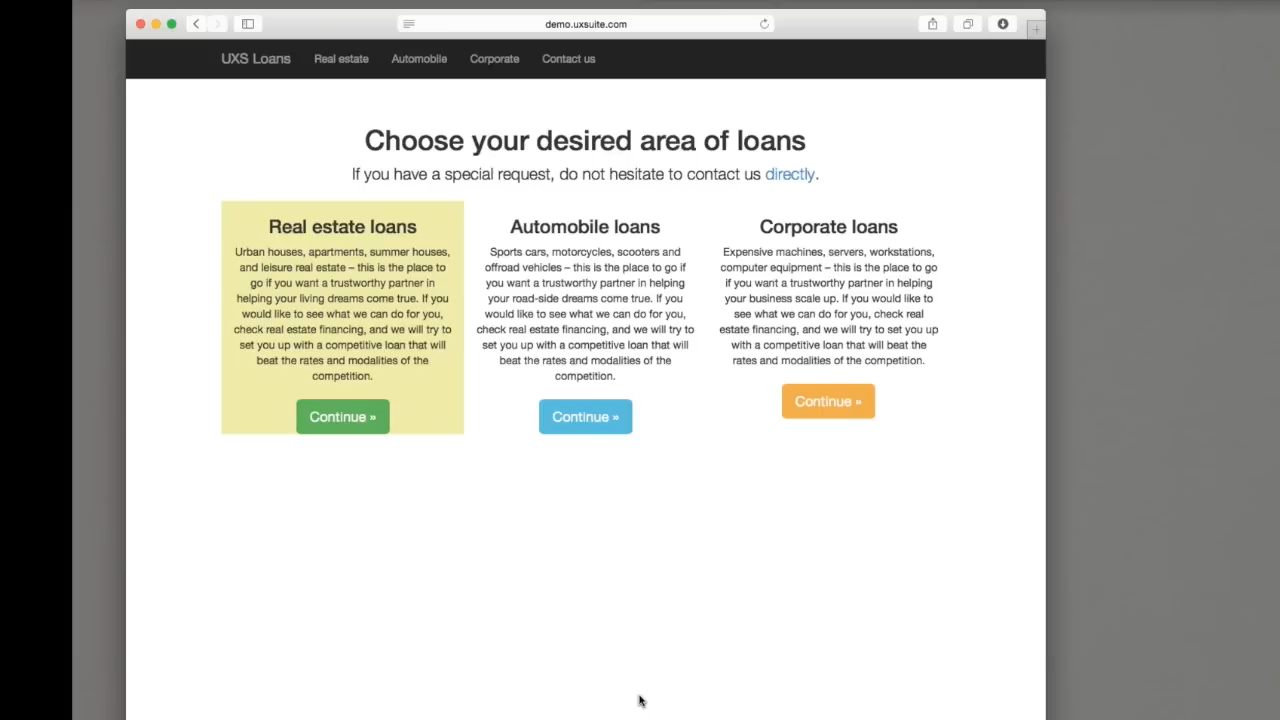 demo.uxsuite.com
UXS Loans Real estate Automobile Corporate Contact us
Choose your desired area of loans
If you have a special request, do not hesitate to contact us directly.
Real estate loans
Urban houses, apartments, summer houses,
and leisure real estate – this is the place to
go if you want a trustworthy partner in
helping your living dreams come true. If you
would like to see what we can do for you,
check real estate financing, and we will try to
set you up with a competitive loan that will
beat the rates and modalities of the
competition.
Continue »
Automobile loans
Sports cars, motorcycles, scooters and
offroad vehicles – this is the place to go if
you want a trustworthy partner in helping
your road-side dreams come true. If you
would like to see what we can do for you,
check real estate financing, and we will try to
set you up with a competitive loan that will
beat the rates and modalities of the
competition.
Continue »
Corporate loans
Expensive machines, servers, workstations,
computer equipment – this is the place to go
if you want a trustworthy partner in helping
your business scale up. If you would like to
see what we can do for you, check real
estate financing, and we will try to set you up
with a competitive loan that will beat the
rates and modalities of the competition.
Continue »